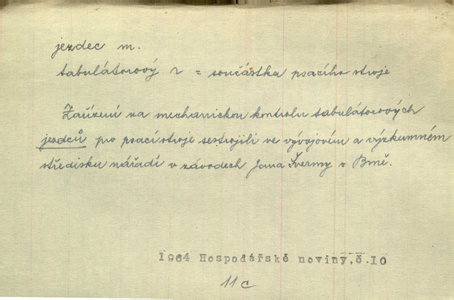 jezdec m.
tabulátorový r = součástka psacího stroje
Zařízení na mechanickou kontrolu tabulátorových
jezdců pro psací stroje sestrojili ve vývojovém a výzkumném
středisku nářadí v závodech Jana Švermy v Brně.
1964 Hospodářské noviny,č.10
11c